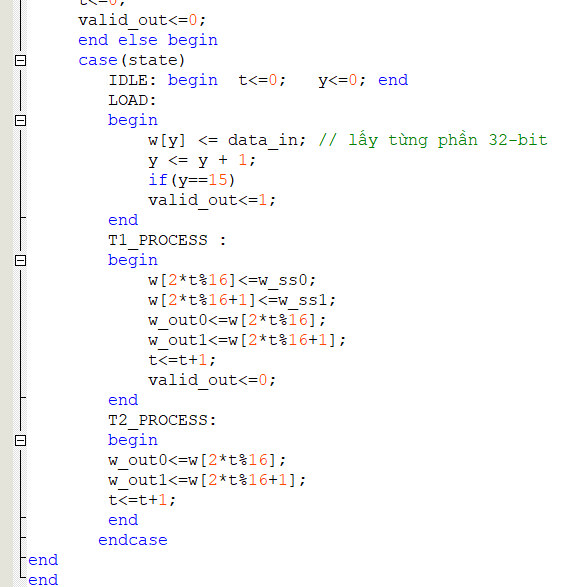 t<=0;
valid_out<=0;
end else begin
case(state)
IDLE: begin  t<=0;   y<=0; end
LOAD:
begin
w[y] <= data_in; // lấy từng phần 32-bit
y <= y + 1;
if(y==15)
valid_out<=1;
end
T1_PROCESS :
begin
w[2*t%16]<=w_ss0;
w[2*t%16+1]<=w_ss1;
w_out0<=w[2*t%16];
w_out1<=w[2*t%16+1];
t<=t+1;
valid_out<=0;
end
T2_PROCESS:
begin
w_out0<=w[2*t%16];
w_out1<=w[2*t%16+1];
t<=t+1;
end
endcase
end
end